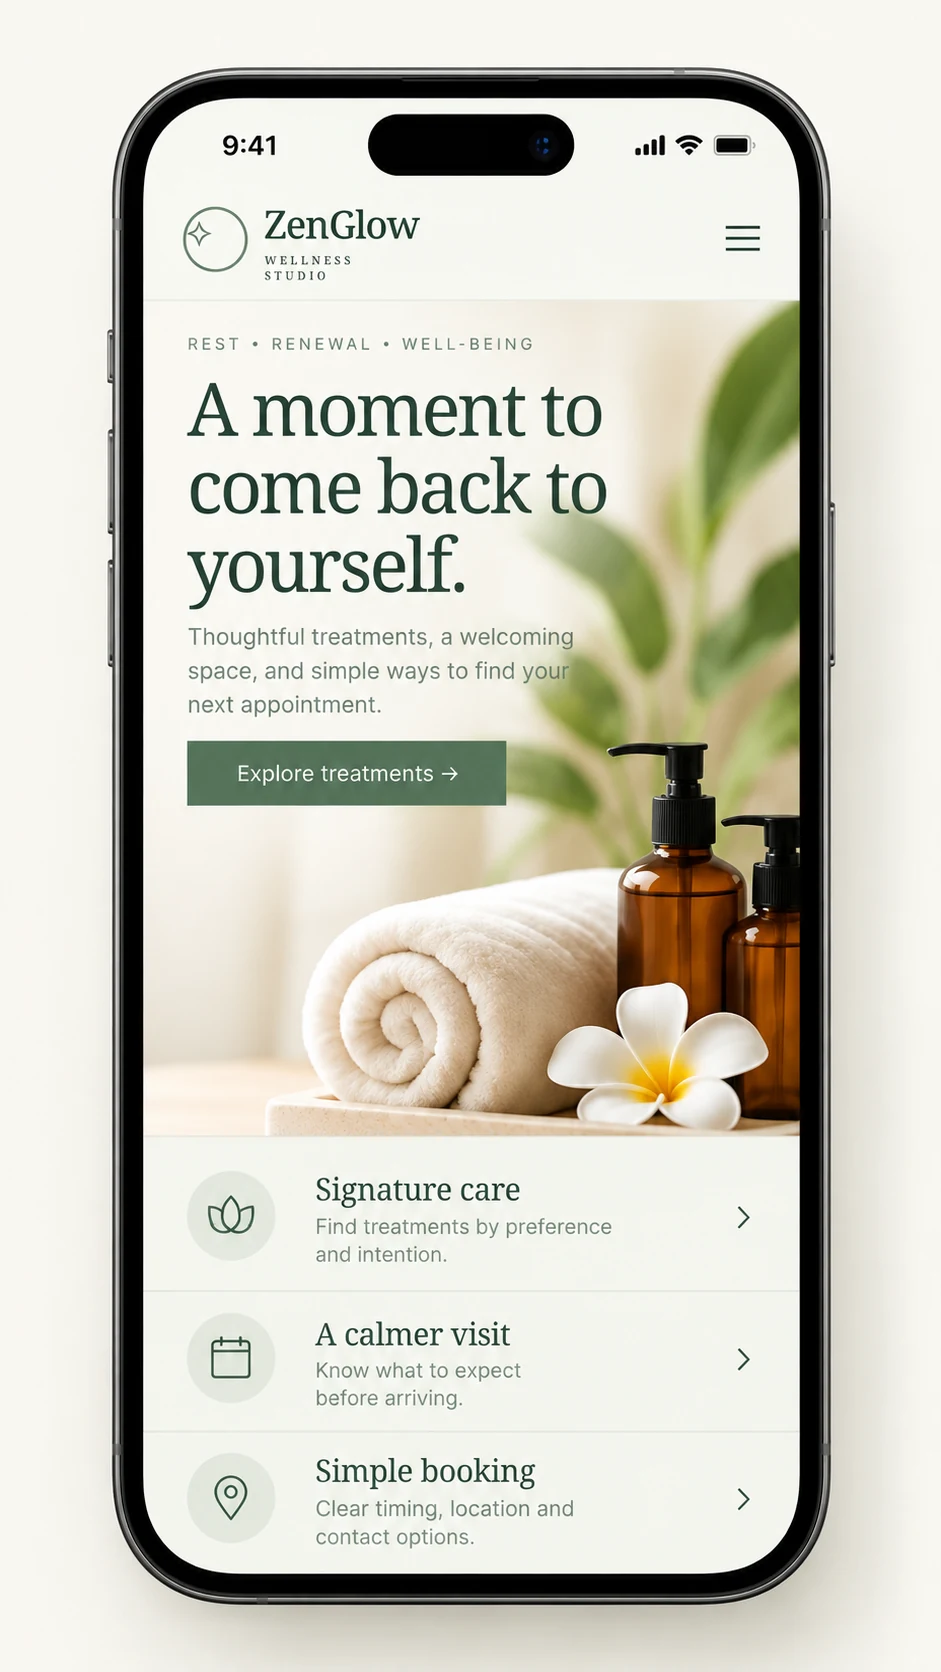 9:41
ZenGlow
WELLNESS
STUDIO
REST • RENEWAL • WELL-BEING
A moment to
come back to
yourself.
Thoughtful treatments, a welcoming
space, and simple ways to find your
next appointment.
Explore treatments →
Signature care
Find treatments by preference
and intention.
A calmer visit
Know what to expect
before arriving.
Simple booking
Clear timing, location and
contact options.